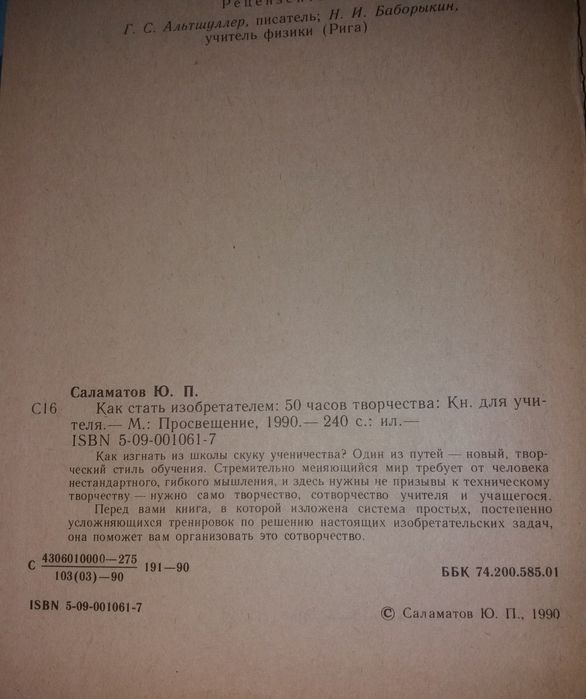 Г. С. Альтшуллер, писатель; Н. И. Баборыкин,
учитель физики (Рига)
Саламатов Ю. П.
С16 Как стать изобретателем: 50 часов творчества: Кн. для учи-
теля.— М.: Просвещение, 1990.— 240 с.: ил.—
ISBN 5-09-001061-7
Как изгнать из школы скуку ученичества? Один из путей — новый, твор-
ческий стиль обучения. Стремительно меняющийся мир требует от человека
нестандартного, гибкого мышления, и здесь нужны не призывы к техническому
творчеству — нужно само творчество, сотворчество учителя и учащегося.
Перед вами книга, в которой изложена система простых, постепенно
усложняющихся тренировок по решению настоящих изобретательских задач,
она поможет вам организовать это сотворчество.
С 4306010000—275
103(03)—90 191—90
ББК 74.200.585.01
ISBN 5-09-001061-7
© Саламатов Ю. П., 1990